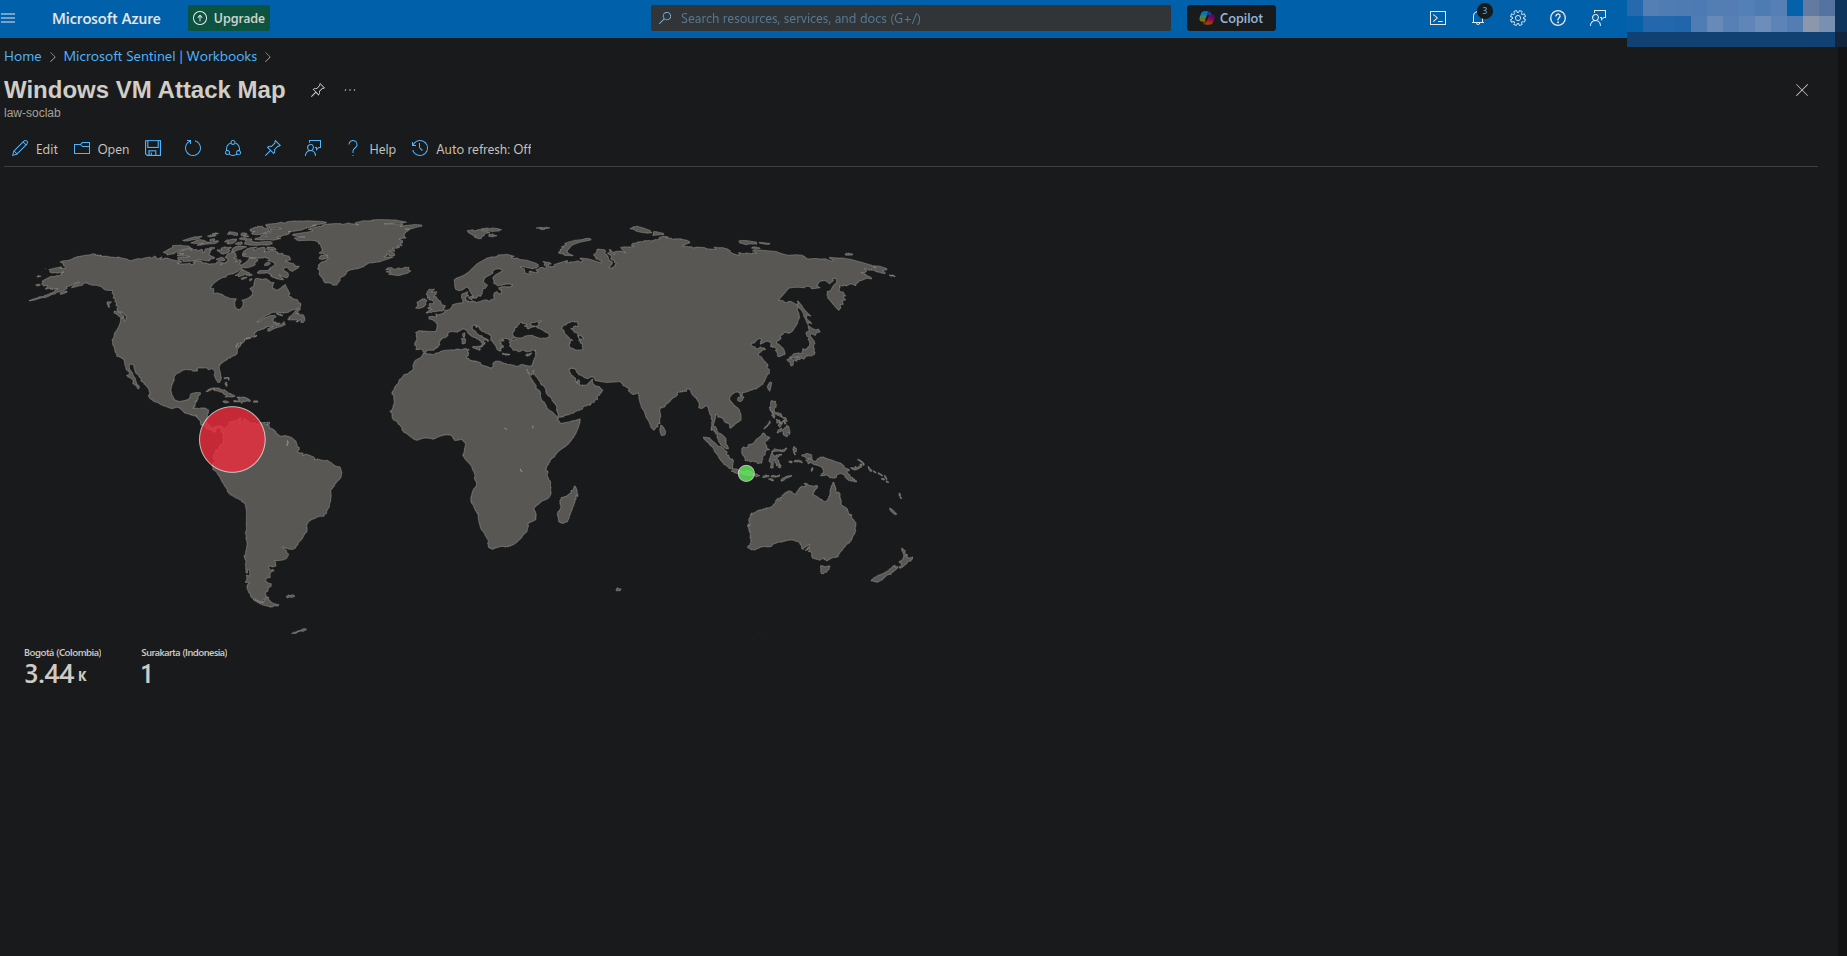 Microsoft Azure
Upgrade
Search resources, services, and docs (G+/)
Copilot
3
Home
Microsoft Sentinel | Workbooks
Windows VM Attack Map
law-soclab
Edit
Open
Help
Auto refresh: Off
Bogotá (Colombia)
3.44 K
Surakarta (Indonesia)
1